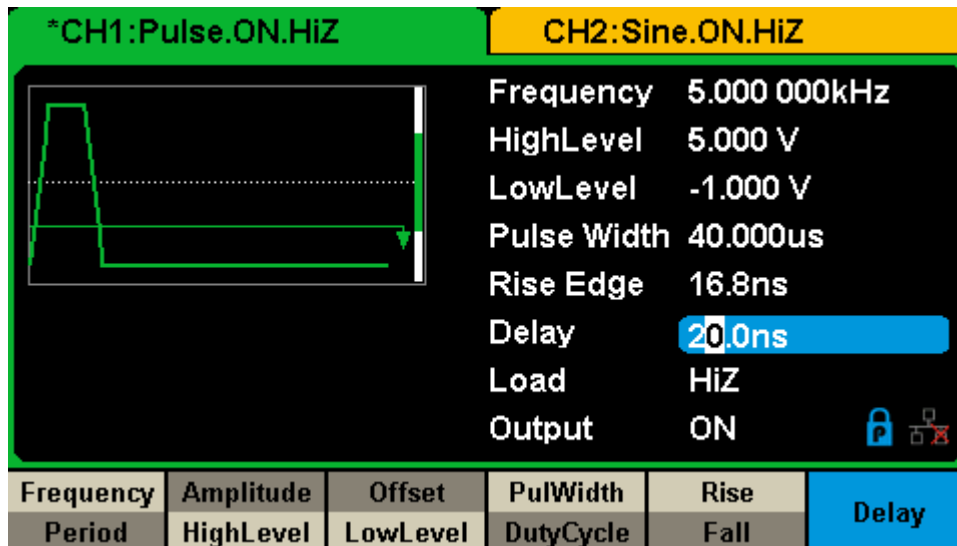 *CH1:Pulse.ON.HiZ CH2:Sine.ON.HiZ
Frequency 5.000 000kHz
HighLevel 5.000 V
LowLevel -1.000 V
Pulse Width 40.000us
Rise Edge 16.8ns
Delay 20.0ns
Load HiZ
Output ON P
Frequency Amplitude Offset PulWidth Rise Delay
Period HighLevel LowLevel DutyCycle Fall